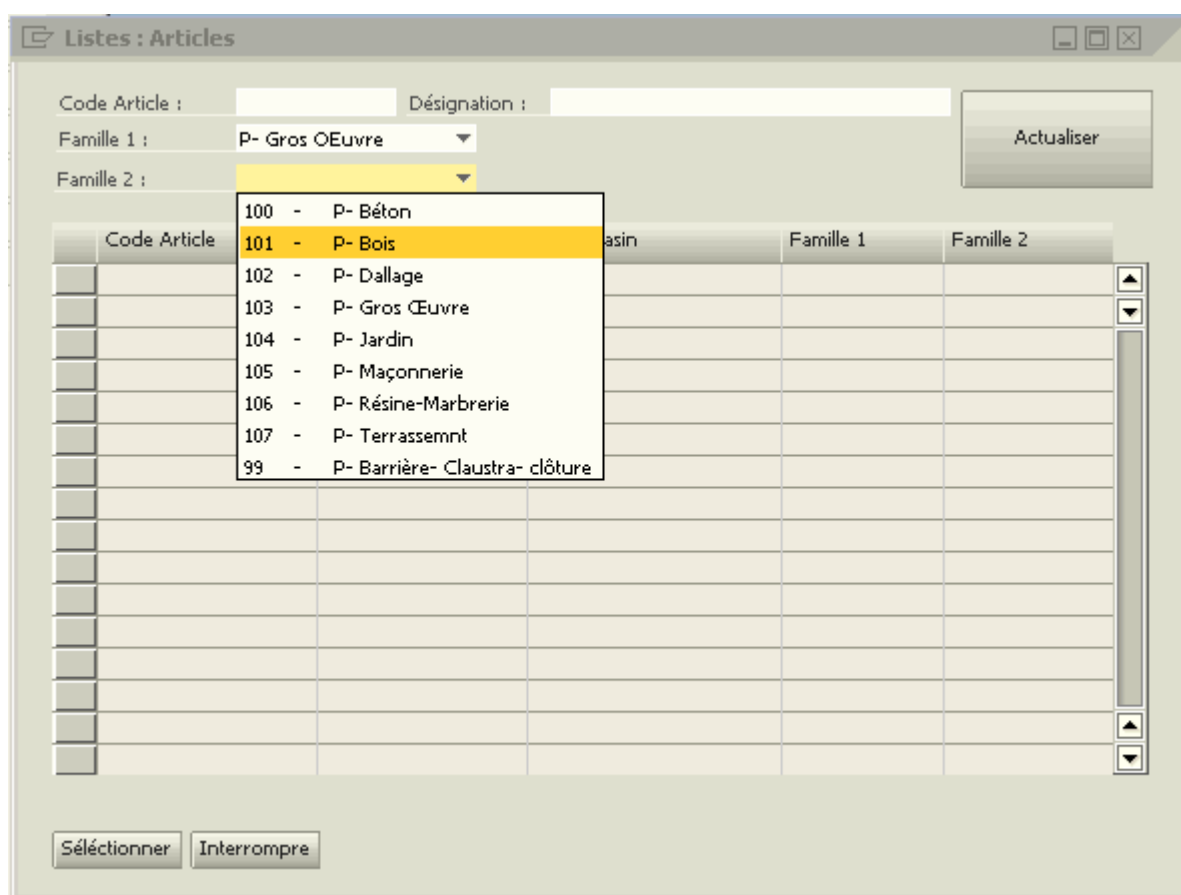 Listes : Articles
Code Article :
Désignation :
Actualiser
Famille 1 :
P- Gros OEuvre
Famille 2 :
100 - P- Béton
101 - P- Bois
102 - P- Dallage
103 - P- Gros Œuvre
104 - P- Jardin
105 - P- Maçonnerie
106 - P- Résine-Marbrerie
107 - P- Terrassemnt
99 - P- Barrière- Claustra- clôture
Code Article
asin
Famille 1
Famille 2
Séléctionner
Interrompre